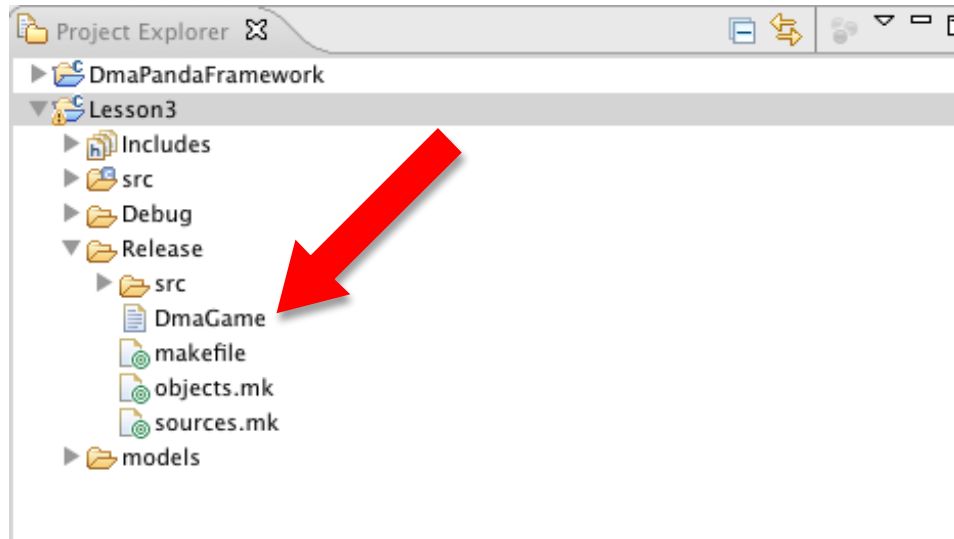 Project Explorer
DmaPandaFramework
Lesson3
Includes
src
Debug
Release
src
DmaGame
makefile
objects.mk
sources.mk
models